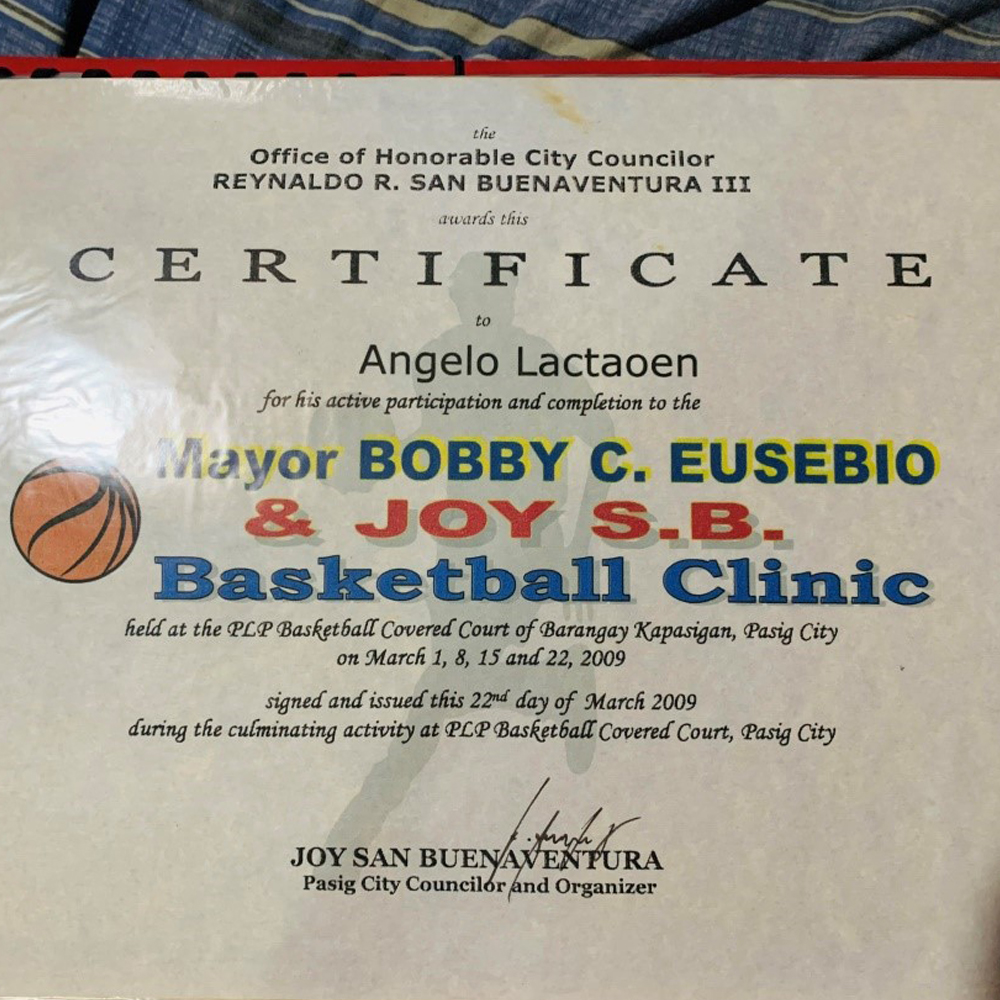 the
Office of Honorable City Councilor
REYNALDO R. SAN BUENAVENTURA III
awards this
CERTIFICATE
to
Angelo Lactaoen
for his active participation and completion to the
Mayor BOBBY C. EUSEBIO
& JOY S.B.
Basketball Clinic
held at the PLP Basketball Covered Court of Barangay Kapasigan, Pasig City
on March 1, 8, 15 and 22, 2009
signed and issued this 22nd day of March 2009
during the culminating activity at PLP Basketball Covered Court, Pasig City
JOY SAN BUENAVENTURA
Pasig City Councilor and Organizer